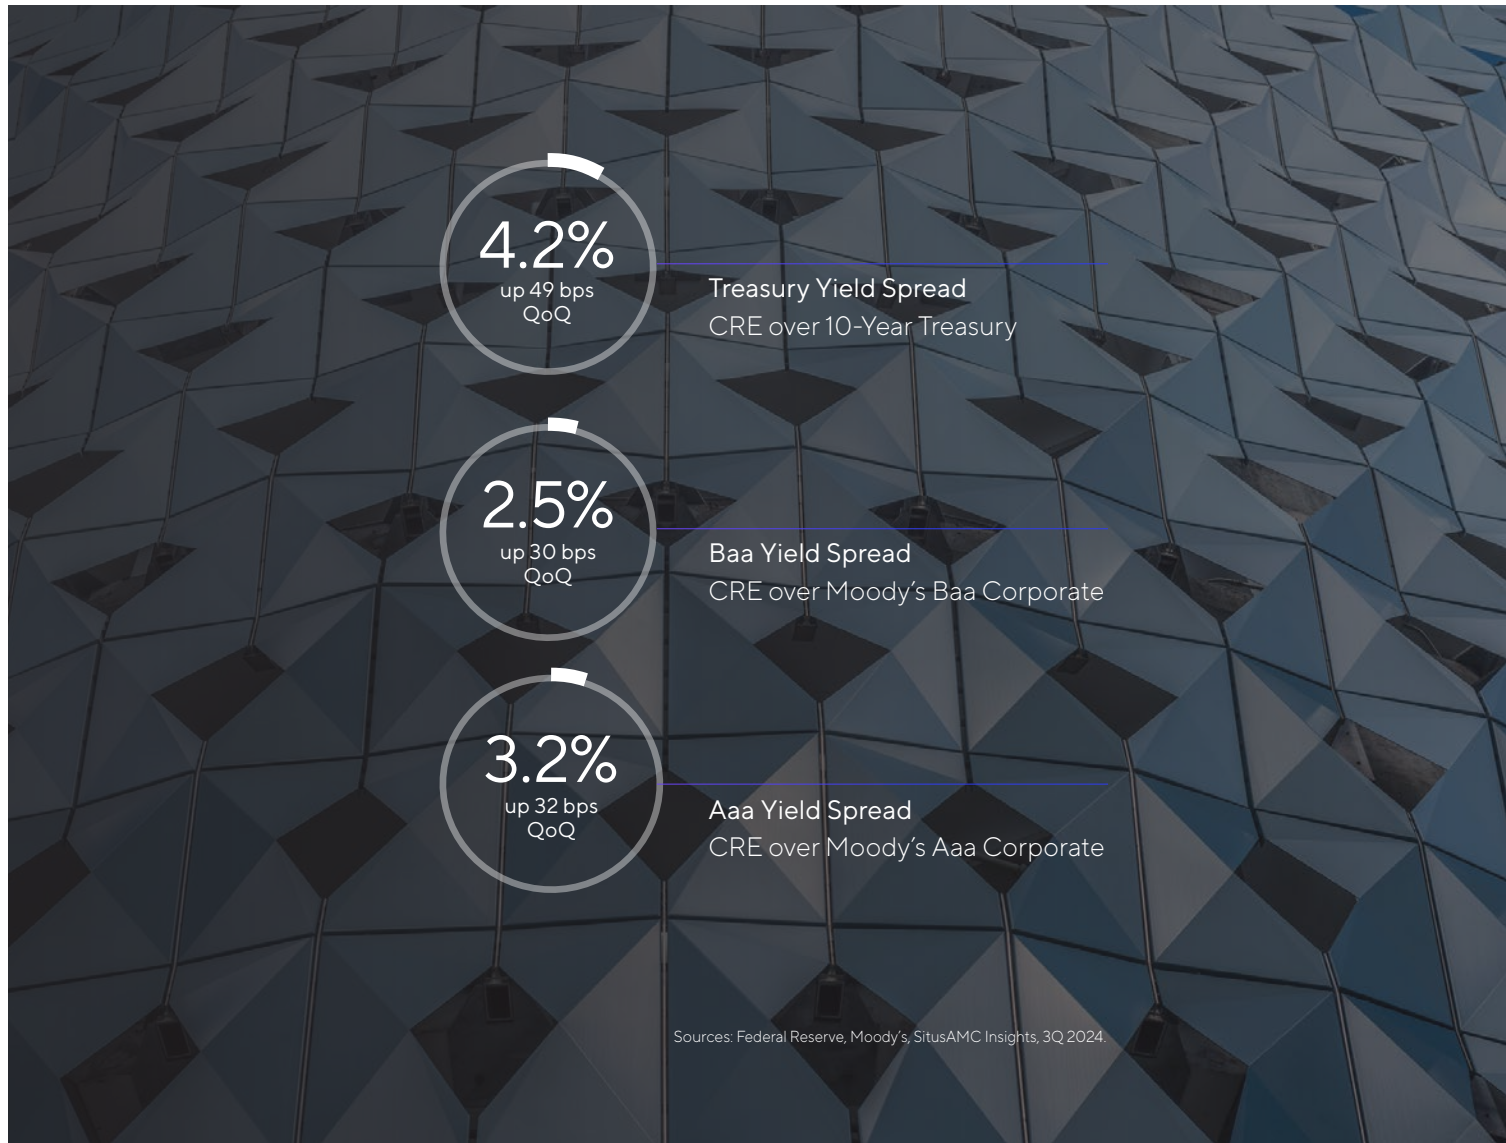 4.2%
up 49 bps
QoQ
Treasury Yield Spread
CRE over 10-Year Treasury
2.5%
up 30 bps
QoQ
Baa Yield Spread
CRE over Moody’s Baa Corporate
3.2%
up 32 bps
QoQ
Aaa Yield Spread
CRE over Moody’s Aaa Corporate
Sources: Federal Reserve, Moody’s, SitusAMC Insights, 3Q 2024.